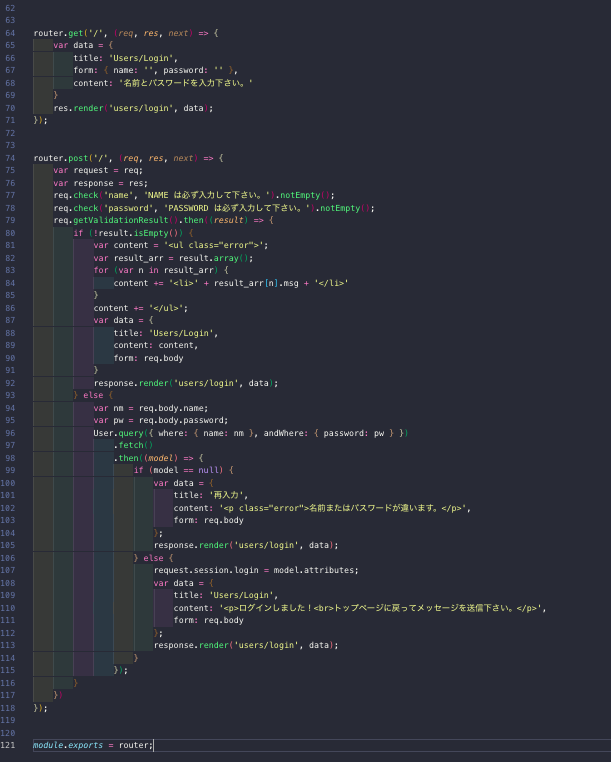 62
63
64 router.get('/', (req, res, next) => {
65 var data = {
66 title: 'Users/Login',
67 form: { name: '', password: '' },
68 content: '名前とパスワードを入力下さい。'
69 }
70 res.render('users/login', data);
71 });
72
73
74 router.post('/', (req, res, next) => {
75 var request = req;
76 var response = res;
77 req.check('name', 'NAME は必ず入力して下さい。').notEmpty();
78 req.check('password', 'PASSWORD は必ず入力して下さい。').notEmpty();
79 req.getValidationResult().then((result) => {
80 if (!result.isEmpty()) {
81 var content = '<ul class="error">';
82 var result_arr = result.array();
83 for (var n in result_arr) {
84 content += '<li>' + result_arr[n].msg + '</li>'
85 }
86 content += '</ul>';
87 var data = {
88 title: 'Users/Login',
89 content: content,
90 form: req.body
91 }
92 response.render('users/login', data);
93 } else {
94 var nm = req.body.name;
95 var pw = req.body.password;
96 User.query({ where: { name: nm }, andWhere: { password: pw } })
97 .fetch()
98 .then((model) => {
99 if (model == null) {
100 var data = {
101 title: '再入力',
102 content: '<p class="error">名前またはパスワードが違います。</p>',
103 form: req.body
104 };
105 response.render('users/login', data);
106 } else {
107 request.session.login = model.attributes;
108 var data = {
109 title: 'Users/Login',
110 content: '<p>ログインしました！<br>トップページに戻ってメッセージを送信下さい。</p>',
111 form: req.body
112 };
113 response.render('users/login', data);
114 }
115 });
116 }
117 })
118 });
119
120
121 module.exports = router;